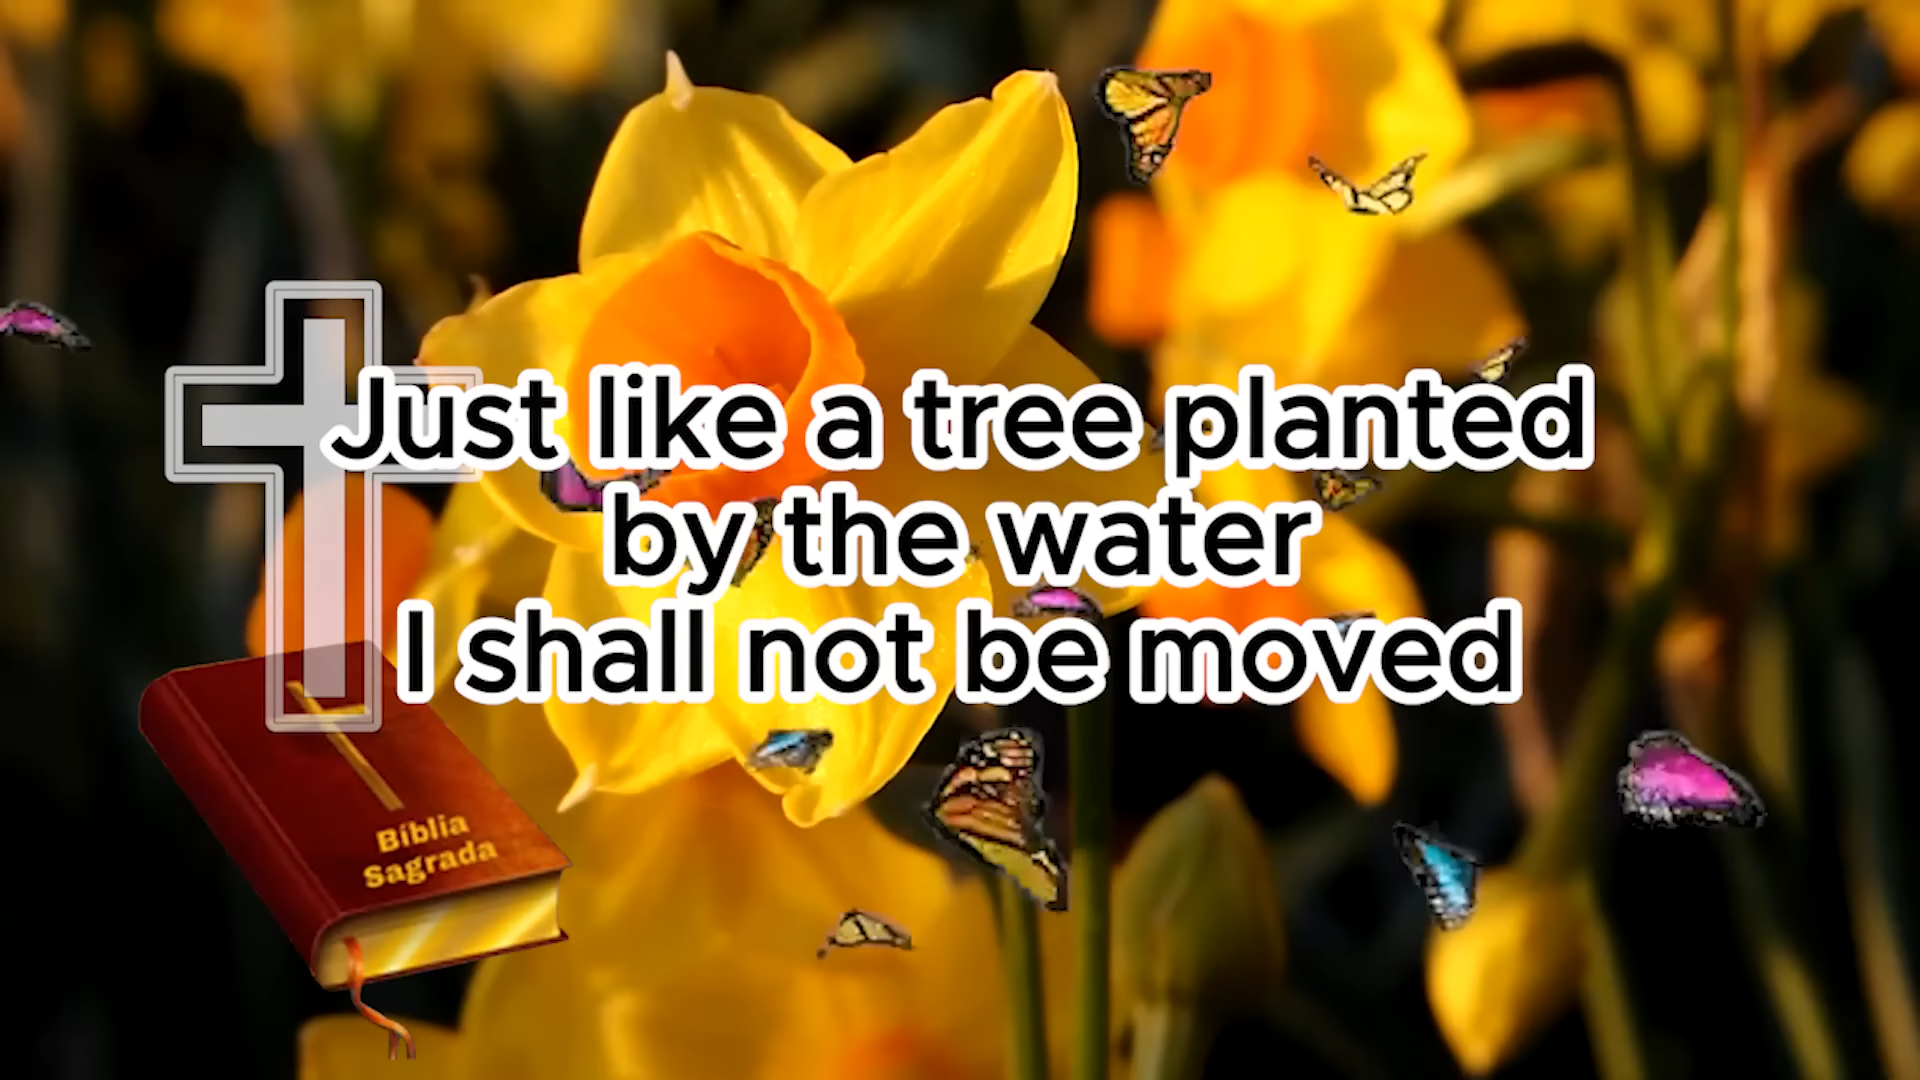 Just like a tree planted
by the water
I shall not be moved
Bíblia
Sagrada